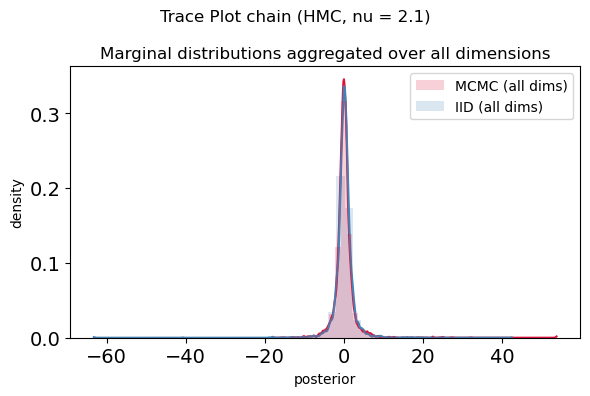 Trace Plot chain (HMC, nu = 2.1)
Marginal distributions aggregated over all dimensions
MCMC (all dims)
IID (all dims)
density
0.3
0.2
0.1
0.0
−60
−40
−20
0
20
40
posterior